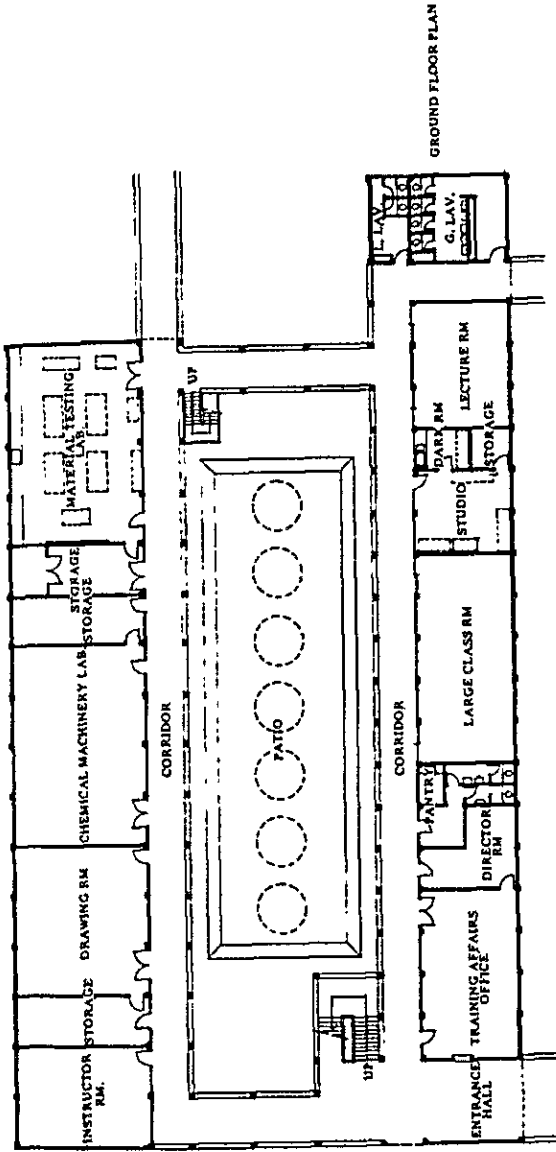 GROUND FLOOR PLAN
INSTRUCTOR
RM.
STORAGE
DRAWING RM
CHEMICAL MACHINERY LAB.
STORAGE
STORAGE
MATERIAL TESTING
LAB.
CORRIDOR
UP
PATIO
UP
CORRIDOR
ENTRANCE
HALL
TRAINING AFFAIRS
OFFICE
DIRECTOR
RM
PANTRY
LARGE CLASS RM
STUDIO
DARK RM
STORAGE
LECTURE RM
LAV.
G. LAV.